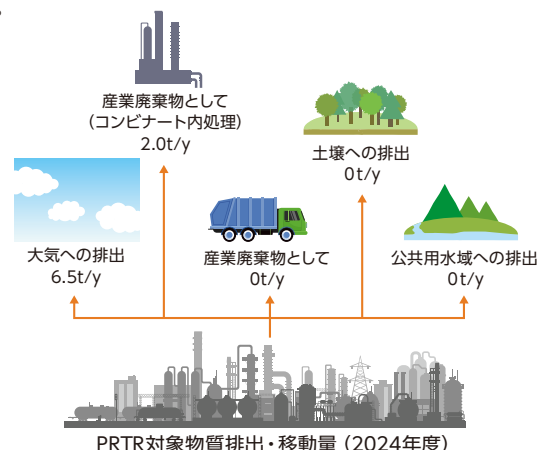 産業廃棄物として
（コンビナート内処理）
2.0t/y
土壌への排出
0t/y
大気への排出
6.5t/y
産業廃棄物として
0t/y
公共用水域への排出
0t/y
PRTR対象物質排出・移動量（2024年度）